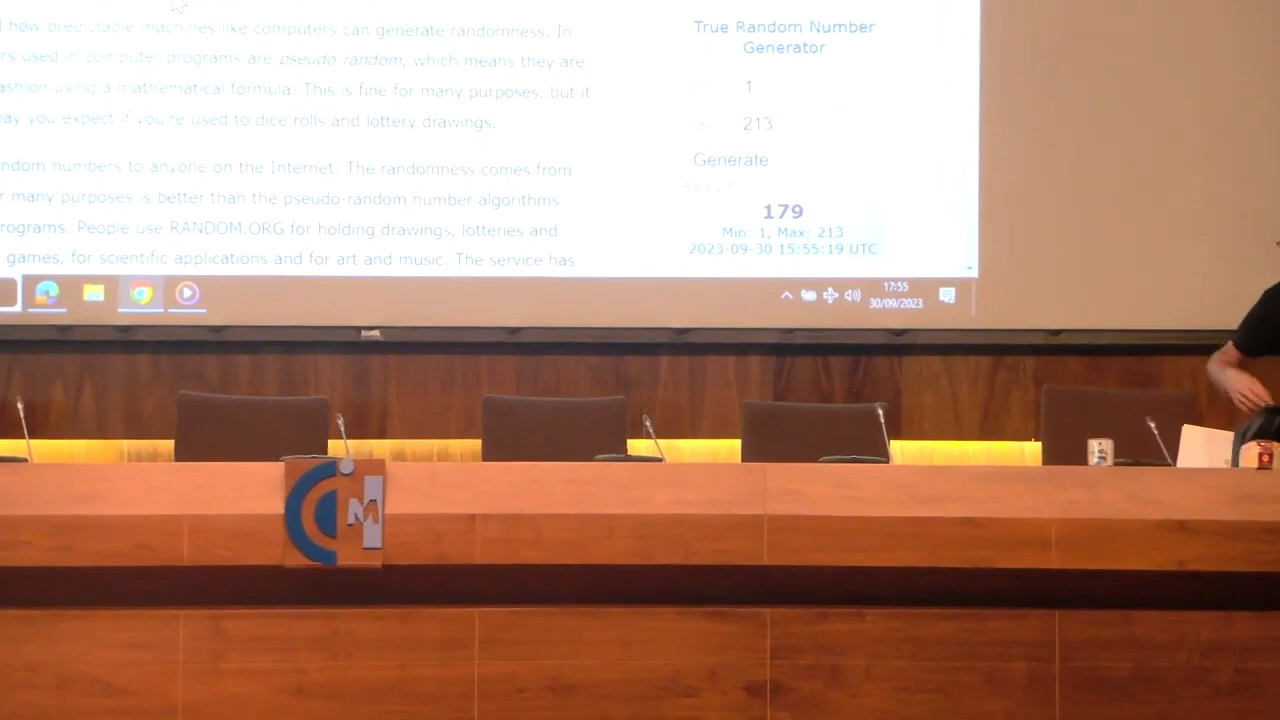 how predictable machines like computers can generate randomness. In
rs used in computer programs are pseudo-random, which means they are
ashion using a mathematical formula. This is fine for many purposes, but it
ay you expect if you're used to dice rolls and lottery drawings.
ndom numbers to anyone on the Internet. The randomness comes from
r many purposes is better than the pseudo-random number algorithms
rograms. People use RANDOM.ORG for holding drawings, lotteries and
games, for scientific applications and for art and music. The service has
True Random Number
Generator
1
213
Generate
Result
179
Min: 1, Max: 213
2023-09-30 15:55:19 UTC
17:55
30/09/2023